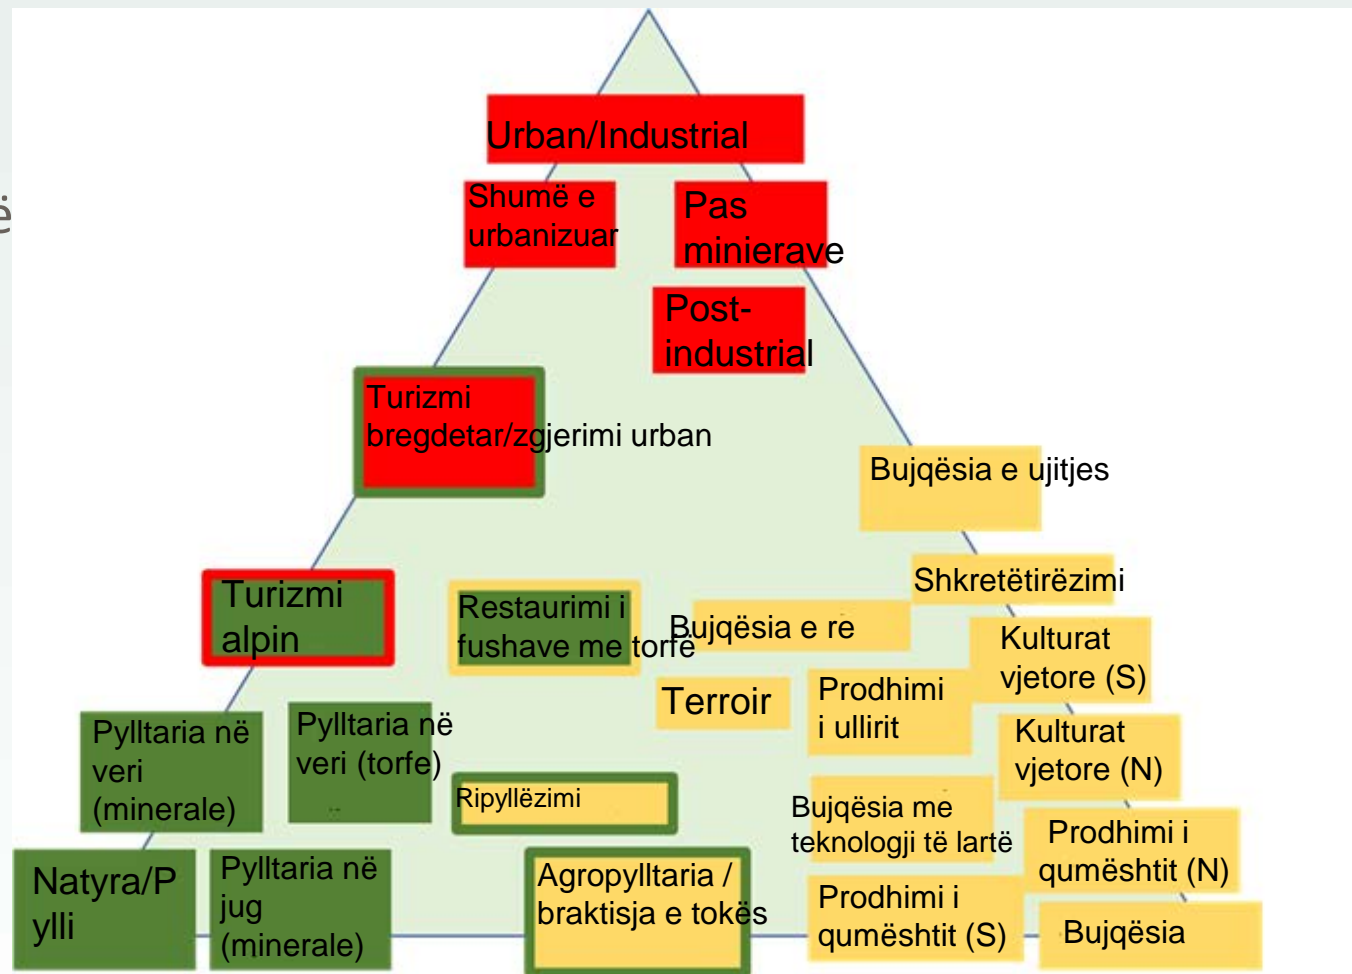 Urban/Industrial
Shumë e
urbanizuar
Pas
minierave
ë
Post-
industrial
Turizmi
bregdetar/zgjerimi urban
Bujqësia e ujitjes
Shkretëtirëzimi
Turizmi
alpin
Restaurimi i
fushave me torfë
Bujqësia e re
Kulturat
vjetore (S)
Terroir
Prodhimi
i ullirit
Pylltaria në
veri
(minerale)
Pylltaria në
veri (torfe)
Kulturat
vjetore (N)
Ripyllëzimi
Bujqësia me
teknologji të lartë
Prodhimi i
qumështit (N)
Natyra/P
ylli
Pylltaria në
jug
(minerale)
Agropylltaria /
braktisja e tokës
Prodhimi i
qumështit (S)
Bujqësia